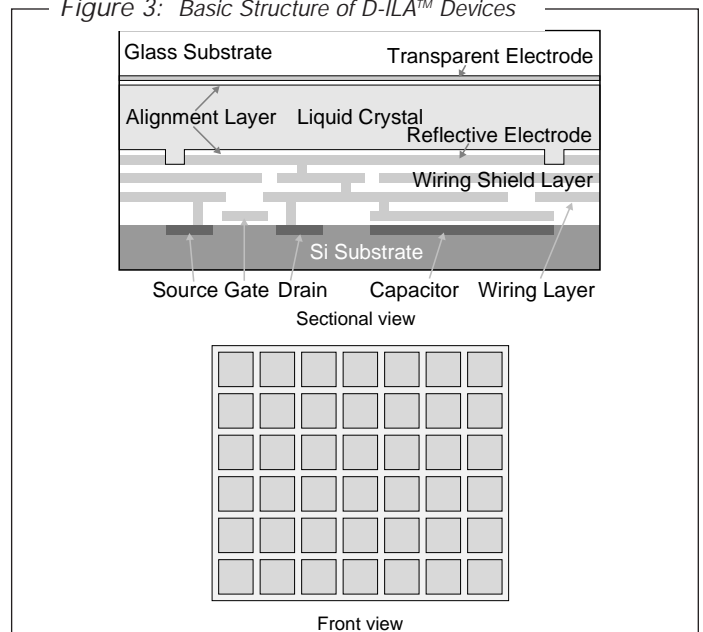 Figure 3: Basic Structure of D-ILA™ Devices
Glass Substrate Transparent Electrode
Alignment Layer Liquid Crystal
Reflective Electrode
Wiring Shield Layer
Si Substrate
Source Gate Drain Capacitor Wiring Layer
Sectional view
Front view